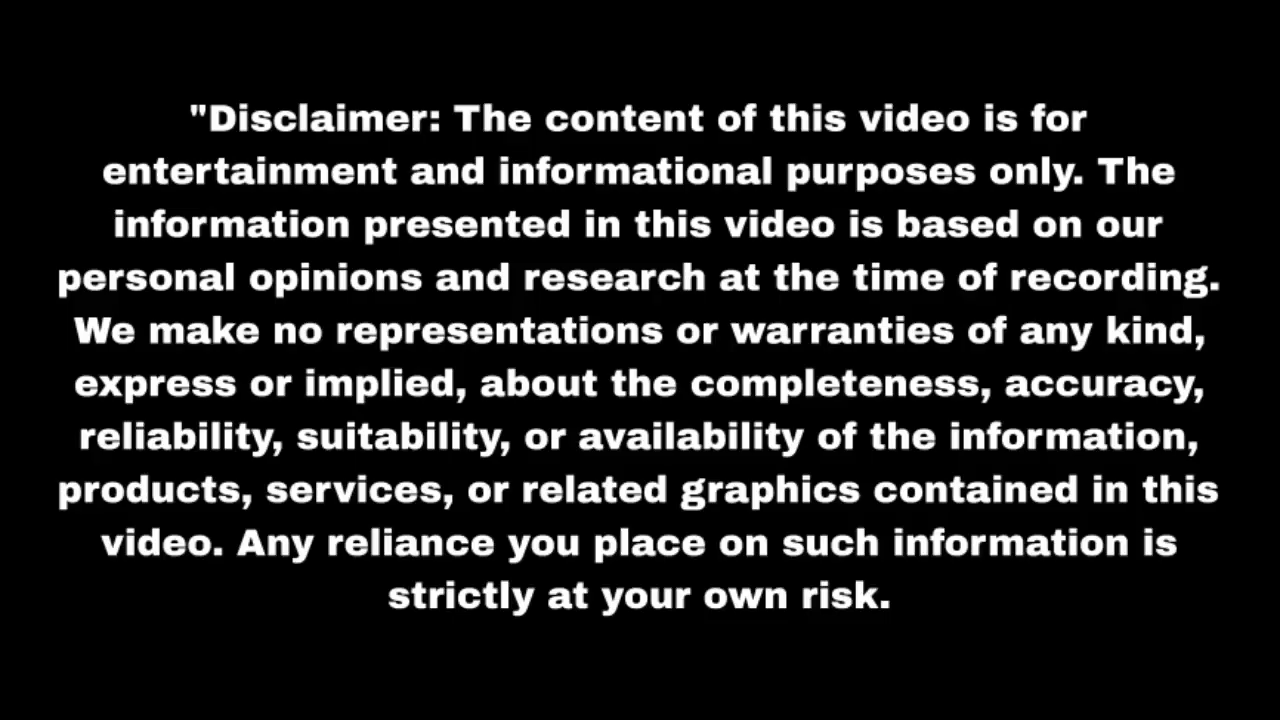 "Disclaimer: The content of this video is for
entertainment and informational purposes only. The
information presented in this video is based on our
personal opinions and research at the time of recording.
We make no representations or warranties of any kind,
express or implied, about the completeness, accuracy,
reliability, suitability, or availability of the information,
products, services, or related graphics contained in this
video. Any reliance you place on such information is
strictly at your own risk.